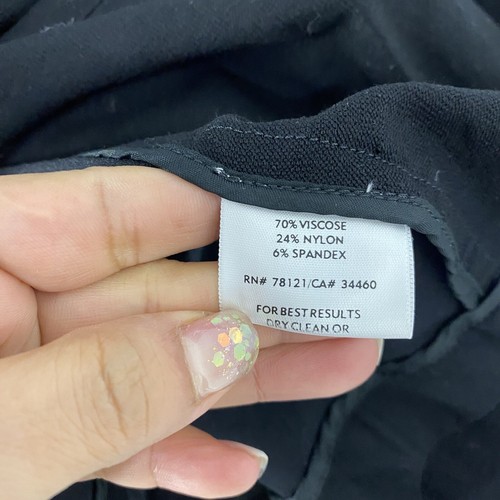 70% VISCOSE
24% NYLON
6% SPANDEX
RN# 78121/CA# 34460
FOR BEST RESULTS
DRY CLEAN OR